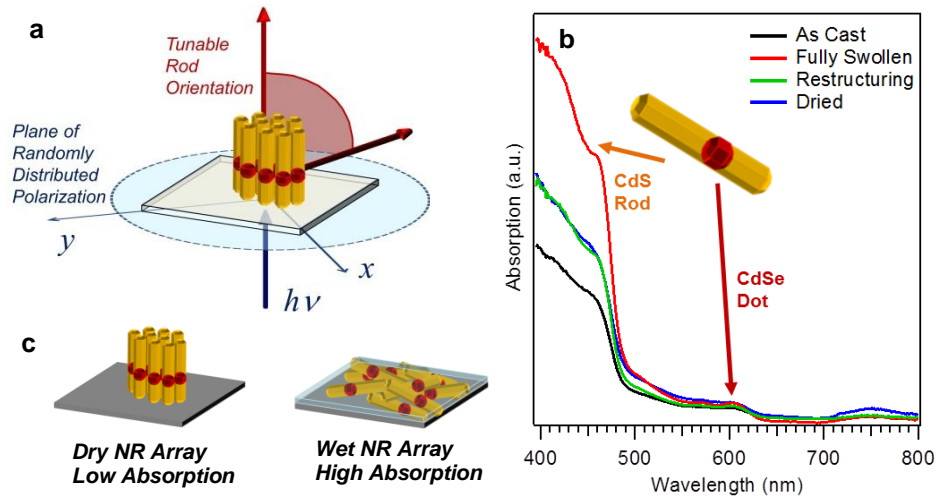 a
Tunable
Rod
Orientation
Plane of
Randomly
Distributed
Polarization
y
x
hν
b
As Cast
Fully Swollen
Restructuring
Dried
CdS
Rod
CdSe
Dot
Absorption (a.u.)
400
500
600
700
800
Wavelength (nm)
c
Dry NR Array
Low Absorption
Wet NR Array
High Absorption